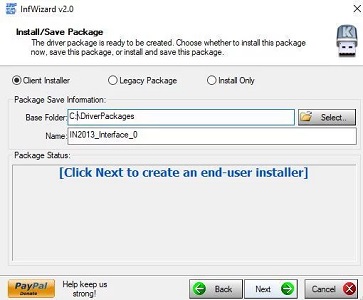 InfWizard v2.0
Install/Save Package
The driver package is ready to be created. Choose whether to install this package
now, save this package, or install and save this package.
K
Client Installer Legacy Package Install Only
Package Save Information:
Base Folder: C:\DriverPackages Select..
Name: IN2013_Interface_0
Package Status:
[Click Next to create an end-user installer]
PayPal
Donate
Help keep us
strong!
Back Next Cancel